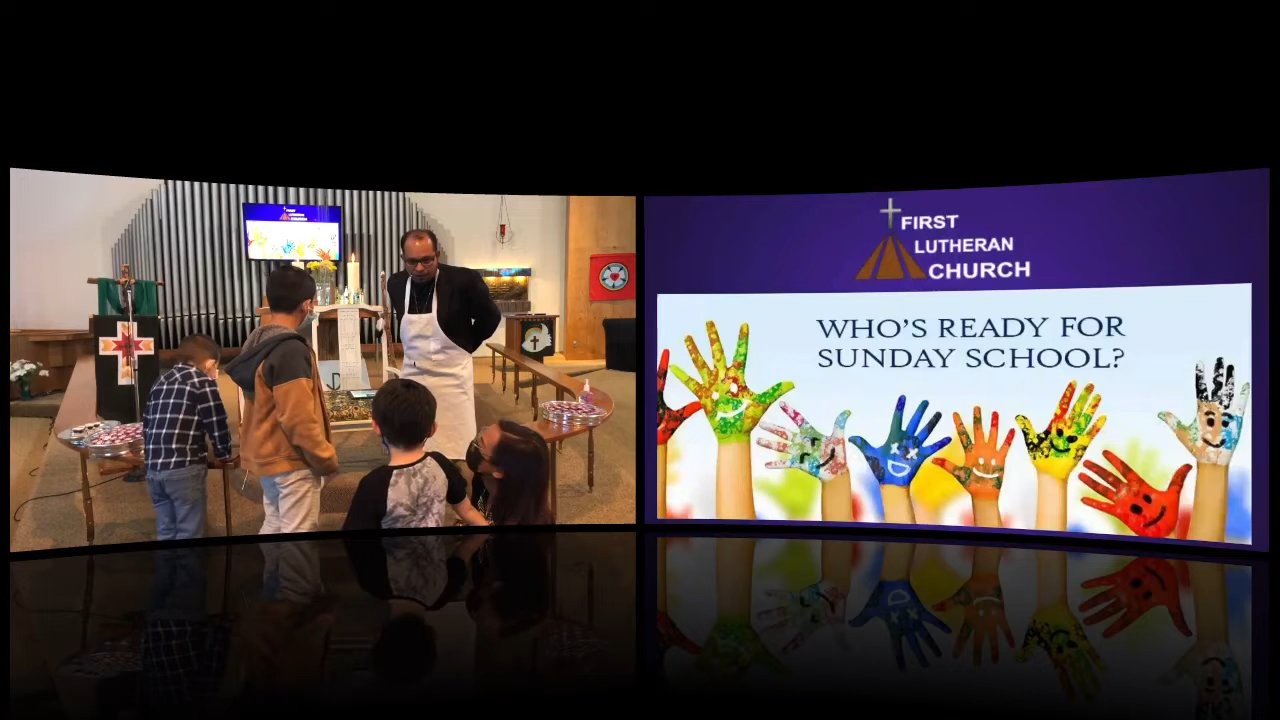 FIRST
LUTHERAN
CHURCH
WHO'S READY FOR
SUNDAY SCHOOL?